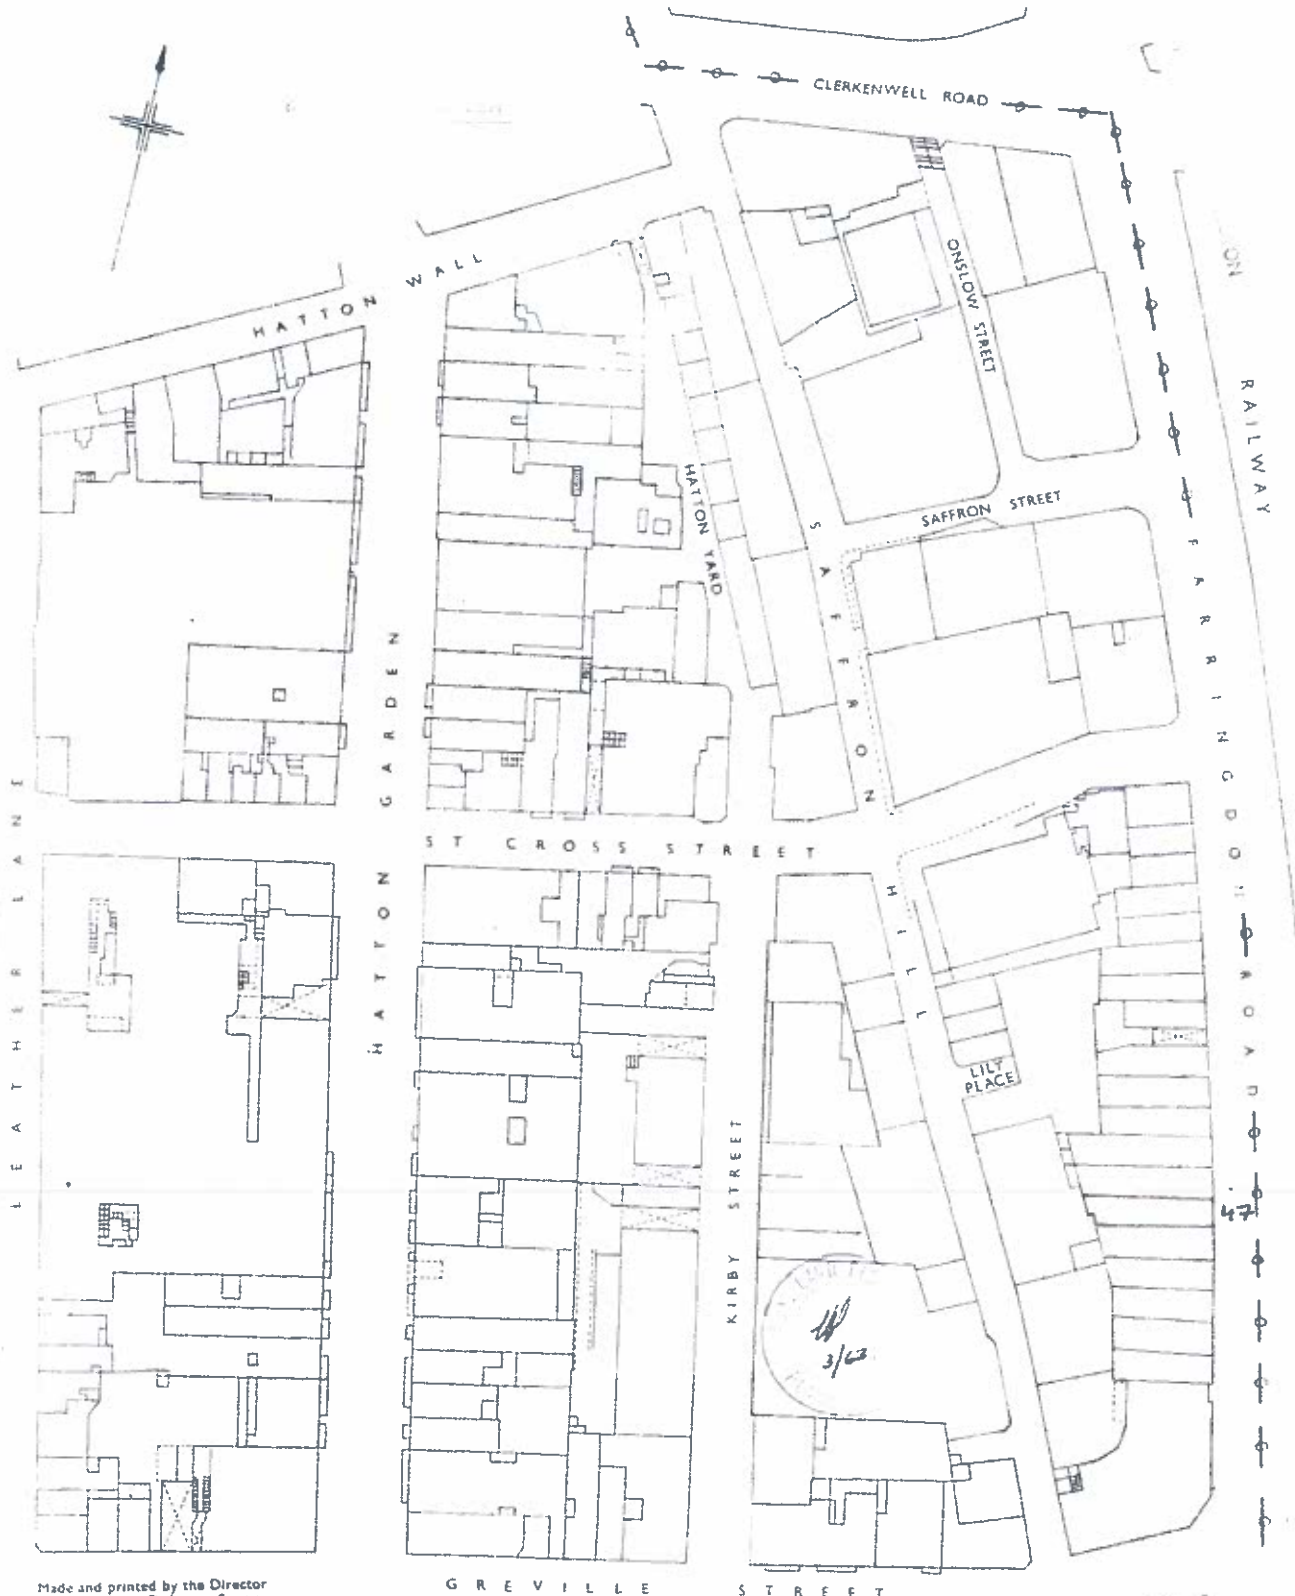 CLERKENWELL ROAD
HATTON WALL
ONSLOW STREET
RAILWAY
HATTON YARD
SAFFRON STREET
SAFFRON HILL
FARRINGDON ROAD
HATTON GARDEN
LEATHER LANE
ST CROSS STREET
LILY PLACE
KIRBY STREET
47
3/63
GREVILLE STREET
Made and printed by the Director